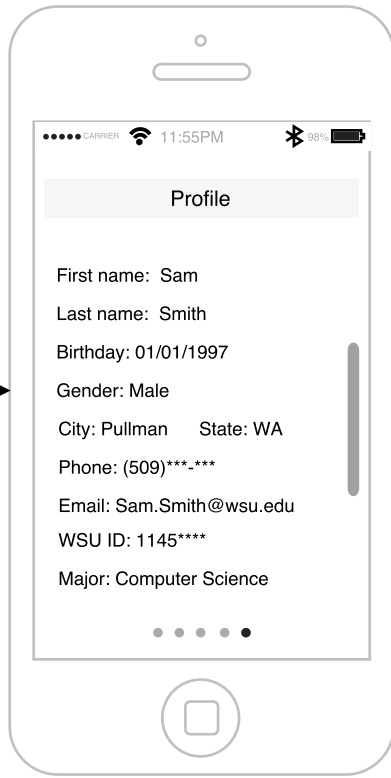 CARRIER 11:55PM 98%
Profile
First name: Sam
Last name: Smith
Birthday: 01/01/1997
Gender: Male
City: Pullman State: WA
Phone: (509)***-***
Email: Sam.Smith@wsu.edu
WSU ID: 1145****
Major: Computer Science